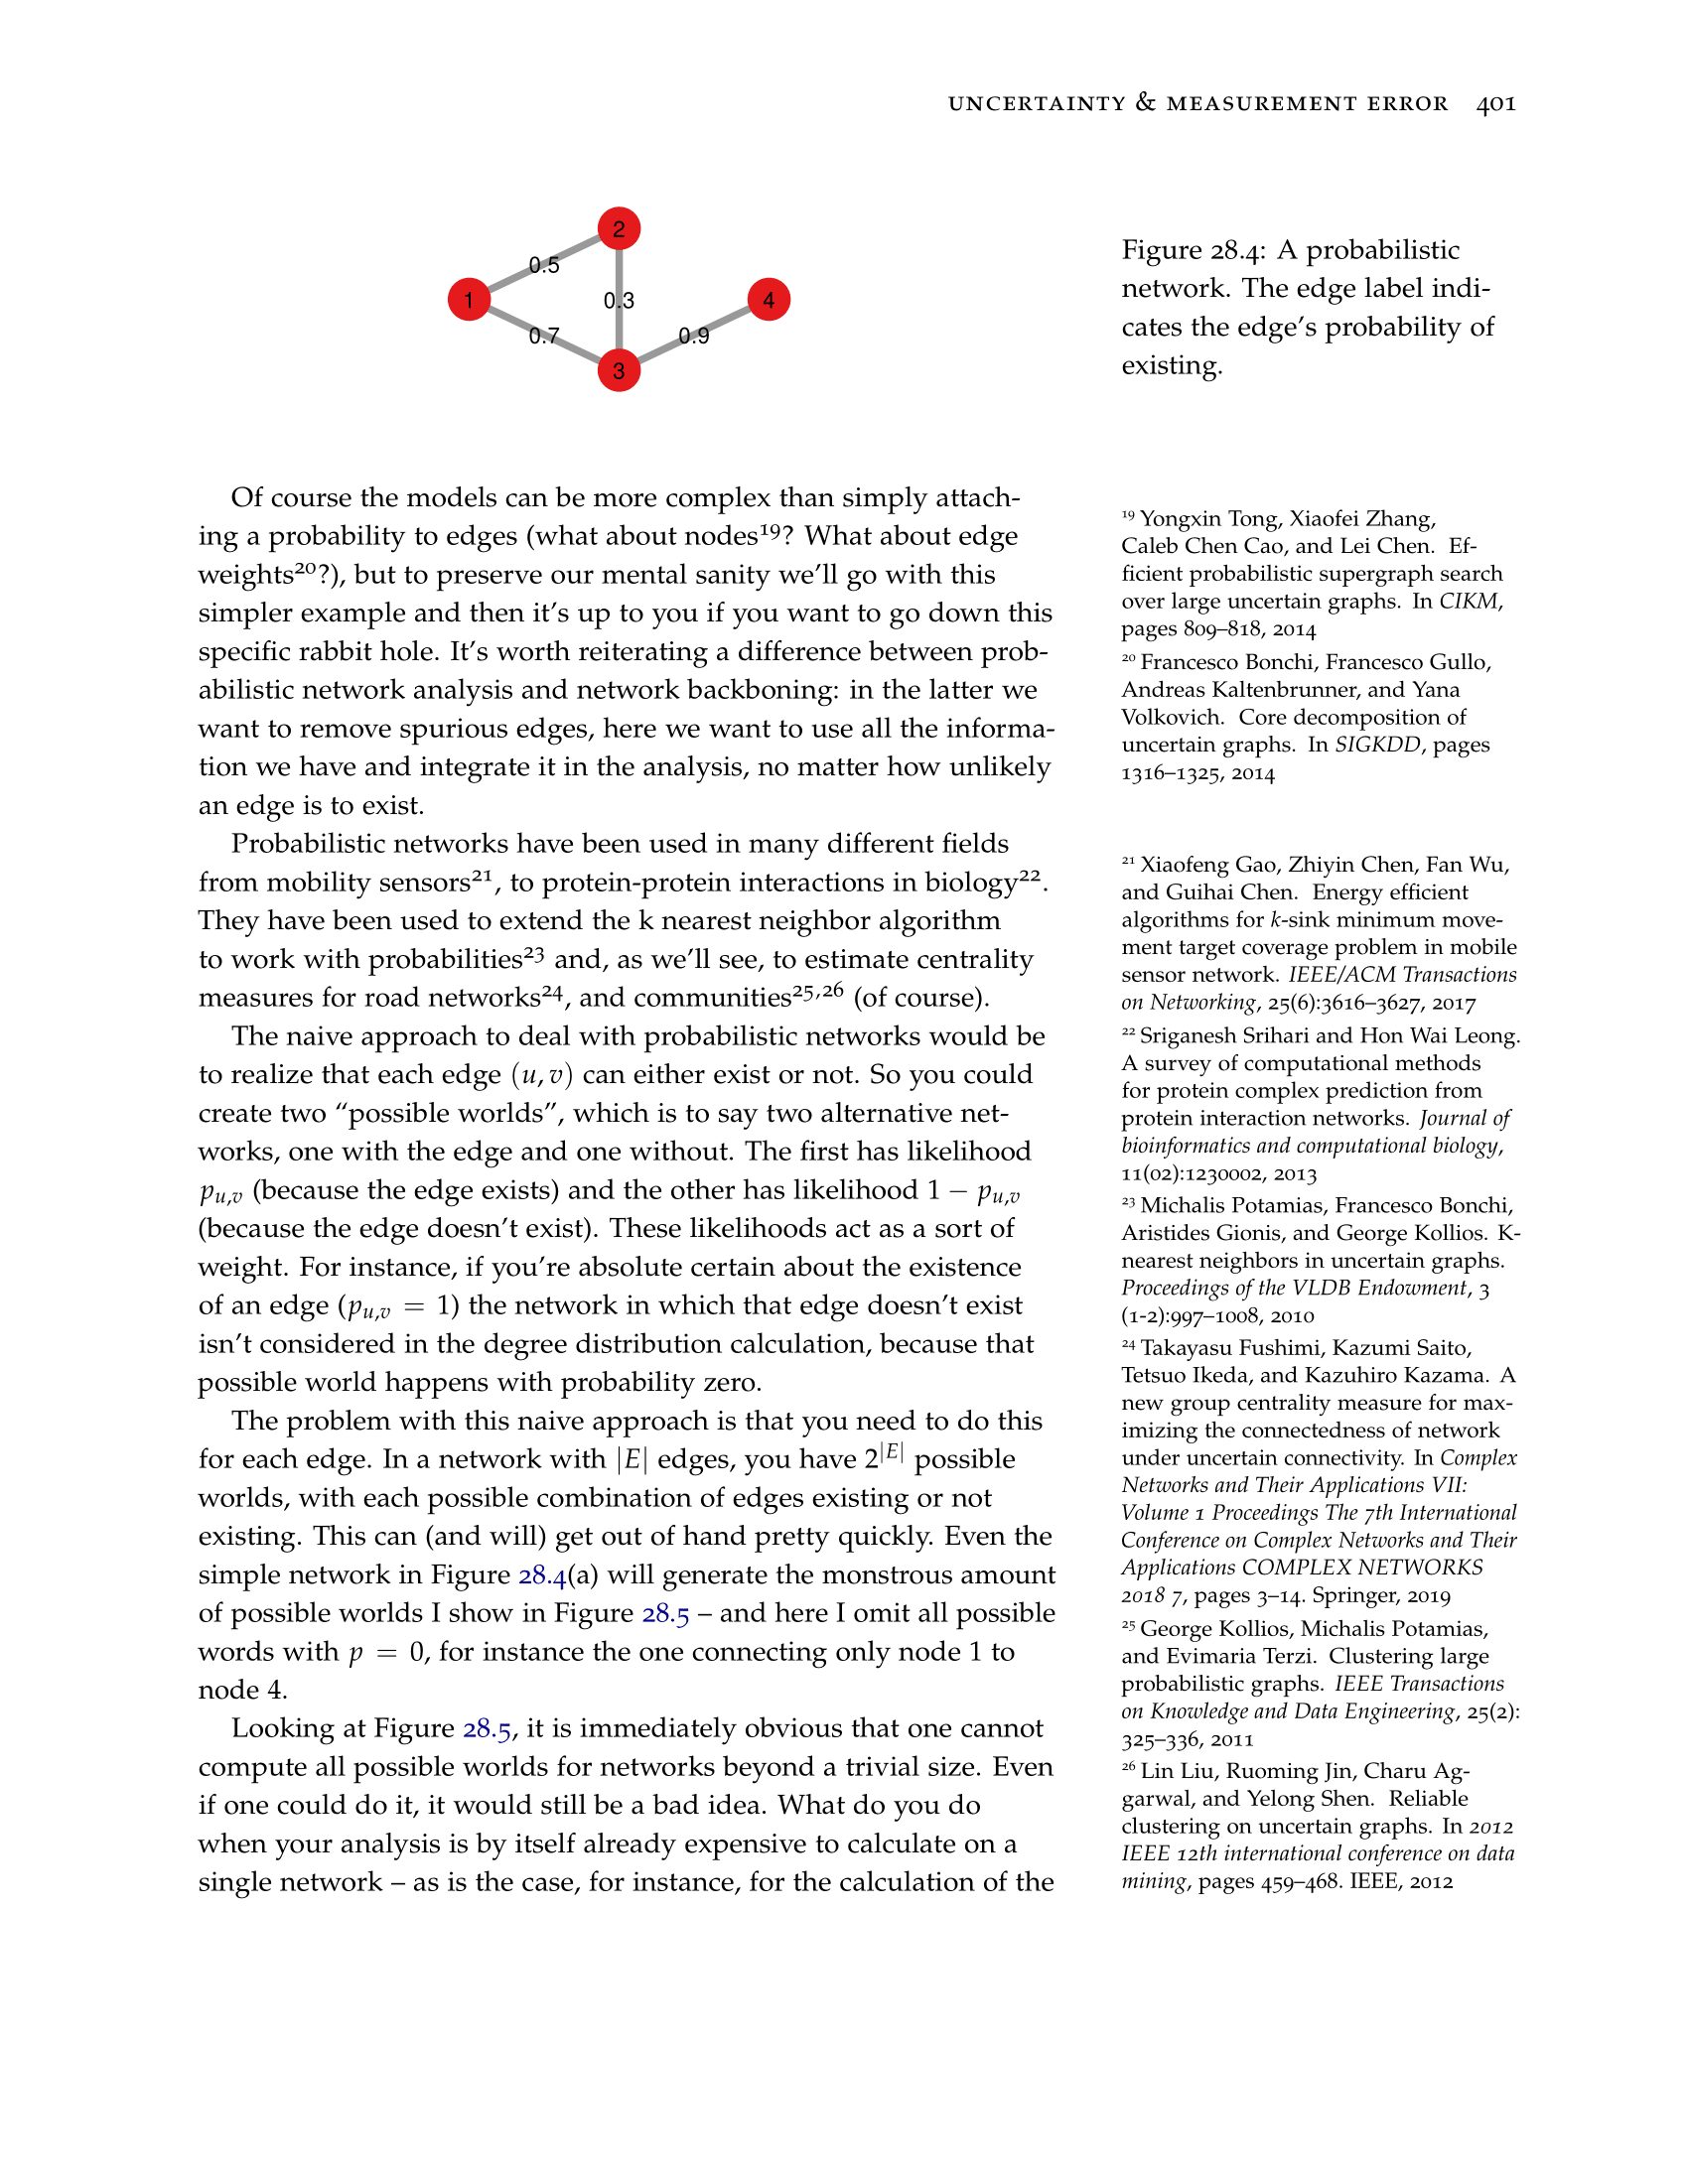 UNCERTAINTY & MEASUREMENT ERROR 401
2
0.5
1
0.3
4
0.7
0.9
3
Figure 28.4: A probabilistic
network. The edge label indi-
cates the edge's probability of
existing.
Of course the models can be more complex than simply attach-
ing a probability to edges (what about nodes¹⁹? What about edge
weights²⁰?), but to preserve our mental sanity we'll go with this
simpler example and then it's up to you if you want to go down this
specific rabbit hole. It's worth reiterating a difference between prob-
abilistic network analysis and network backboning: in the latter we
want to remove spurious edges, here we want to use all the informa-
tion we have and integrate it in the analysis, no matter how unlikely
an edge is to exist.
Probabilistic networks have been used in many different fields
from mobility sensors²¹, to protein-protein interactions in biology²².
They have been used to extend the k nearest neighbor algorithm
to work with probabilities²³ and, as we'll see, to estimate centrality
measures for road networks²⁴, and communities²⁵,²⁶ (of course).
The naive approach to deal with probabilistic networks would be
to realize that each edge (u, v) can either exist or not. So you could
create two “possible worlds”, which is to say two alternative net-
works, one with the edge and one without. The first has likelihood
p_{u,v} (because the edge exists) and the other has likelihood 1 − p_{u,v}
(because the edge doesn't exist). These likelihoods act as a sort of
weight. For instance, if you're absolute certain about the existence
of an edge (p_{u,v} = 1) the network in which that edge doesn't exist
isn't considered in the degree distribution calculation, because that
possible world happens with probability zero.
The problem with this naive approach is that you need to do this
for each edge. In a network with |E| edges, you have 2^{|E|} possible
worlds, with each possible combination of edges existing or not
existing. This can (and will) get out of hand pretty quickly. Even the
simple network in Figure 28.4(a) will generate the monstrous amount
of possible worlds I show in Figure 28.5 – and here I omit all possible
words with p = 0, for instance the one connecting only node 1 to
node 4.
Looking at Figure 28.5, it is immediately obvious that one cannot
compute all possible worlds for networks beyond a trivial size. Even
if one could do it, it would still be a bad idea. What do you do
when your analysis is by itself already expensive to calculate on a
single network – as is the case, for instance, for the calculation of the
¹⁹ Yongxin Tong, Xiaofei Zhang,
Caleb Chen Cao, and Lei Chen. Ef-
ficient probabilistic supergraph search
over large uncertain graphs. In CIKM,
pages 809–818, 2014
²⁰ Francesco Bonchi, Francesco Gullo,
Andreas Kaltenbrunner, and Yana
Volkovich. Core decomposition of
uncertain graphs. In SIGKDD, pages
1316–1325, 2014
²¹ Xiaofeng Gao, Zhiyin Chen, Fan Wu,
and Guihai Chen. Energy efficient
algorithms for k-sink minimum move-
ment target coverage problem in mobile
sensor network. IEEE/ACM Transactions
on Networking, 25(6):3616–3627, 2017
²² Sriganesh Srihari and Hon Wai Leong.
A survey of computational methods
for protein complex prediction from
protein interaction networks. Journal of
bioinformatics and computational biology,
11(02):1230002, 2013
²³ Michalis Potamias, Francesco Bonchi,
Aristides Gionis, and George Kollios. K-
nearest neighbors in uncertain graphs.
Proceedings of the VLDB Endowment, 3
(1-2):997–1008, 2010
²⁴ Takayasu Fushimi, Kazumi Saito,
Tetsuo Ikeda, and Kazuhiro Kazama. A
new group centrality measure for max-
imizing the connectedness of network
under uncertain connectivity. In Complex
Networks and Their Applications VII:
Volume 1 Proceedings The 7th International
Conference on Complex Networks and Their
Applications COMPLEX NETWORKS
2018 7, pages 3–14. Springer, 2019
²⁵ George Kollios, Michalis Potamias,
and Evimaria Terzi. Clustering large
probabilistic graphs. IEEE Transactions
on Knowledge and Data Engineering, 25(2):
325–336, 2011
²⁶ Lin Liu, Ruoming Jin, Charu Ag-
garwal, and Yelong Shen. Reliable
clustering on uncertain graphs. In 2012
IEEE 12th international conference on data
mining, pages 459–468. IEEE, 2012